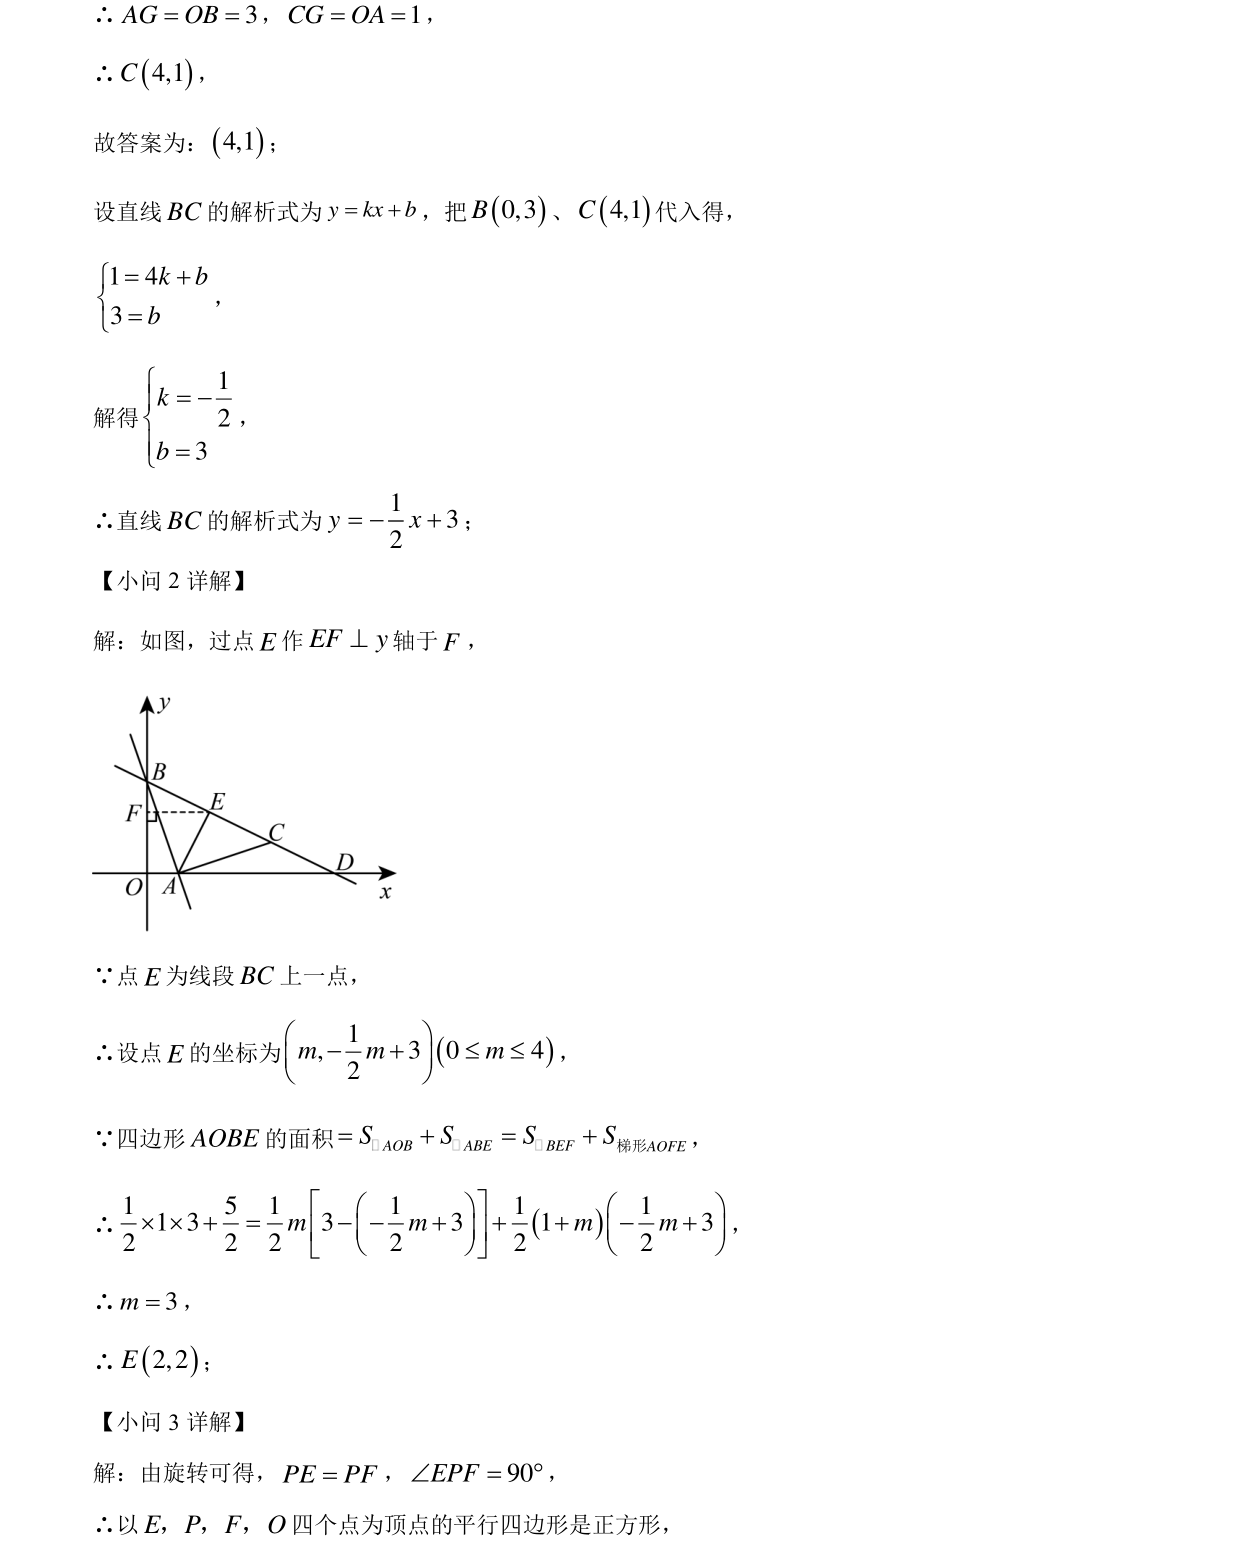 ∴ AG = OB = 3，CG = OA = 1，
∴ C(4,1)，
故答案为：(4,1)；
设直线 BC 的解析式为 y = kx + b，把 B(0,3)、C(4,1) 代入得，
{1 = 4k + b
3 = b，
解得{k = -1/2，
b = 3
∴直线 BC 的解析式为 y = -1/2 x + 3；
【小问 2 详解】
解：如图，过点 E 作 EF ⊥ y 轴于 F，
y
B
F E
C
D
O A x
∵点 E 为线段 BC 上一点，
∴设点 E 的坐标为 (m, -1/2 m + 3)(0 ≤ m ≤ 4)，
∵四边形 AOBE 的面积 = S□AOB + S□ABE = S□BEF + S梯形AOFE，
∴ 1/2 × 1 × 3 + 5/2 = 1/2 m[3 - (-1/2 m + 3)] + 1/2 (1 + m)(-1/2 m + 3)，
∴ m = 3，
∴ E(2,2)；
【小问 3 详解】
解：由旋转可得，PE = PF，∠EPF = 90°，
∴以 E，P，F，O 四个点为顶点的平行四边形是正方形，